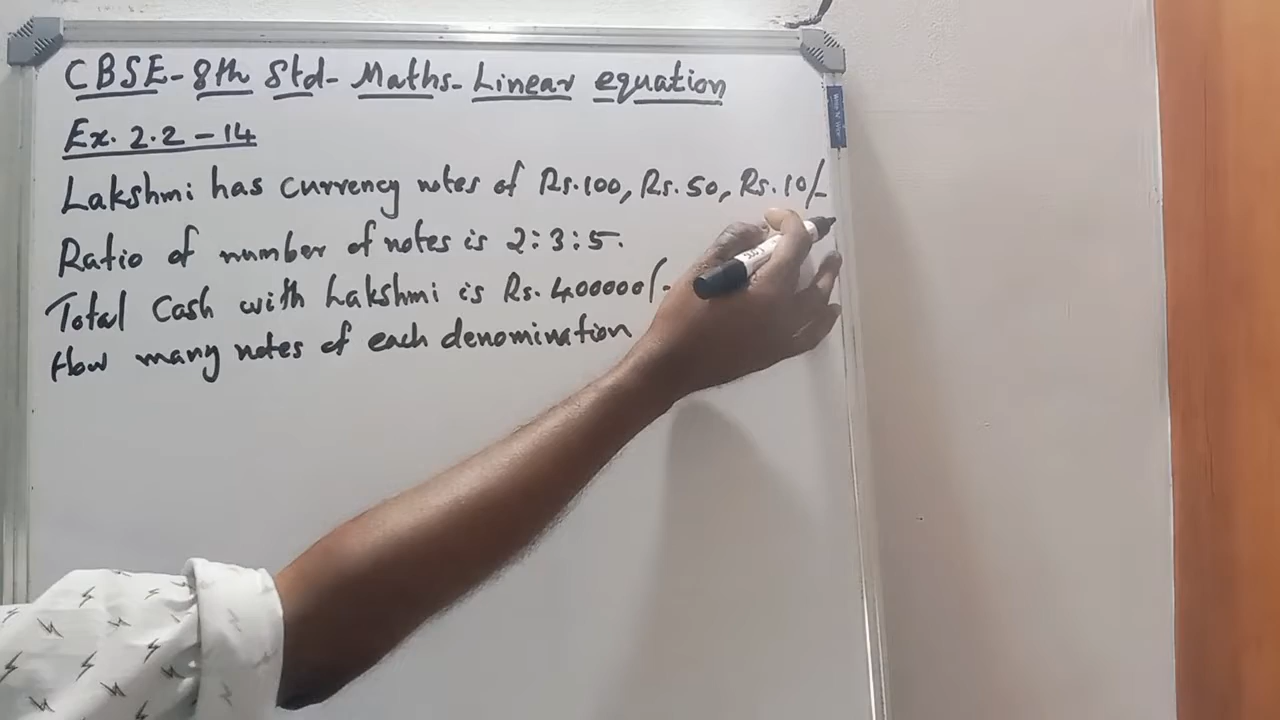 CBSE-8th Std-Maths-Linear equation
Ex. 2.2 - 14
Lakshmi has currency notes of Rs.100, Rs.50, Rs.10/-
Ratio of number of notes is 2:3:5.
Total Cash with Lakshmi is Rs.400000/-
How many notes of each denomination